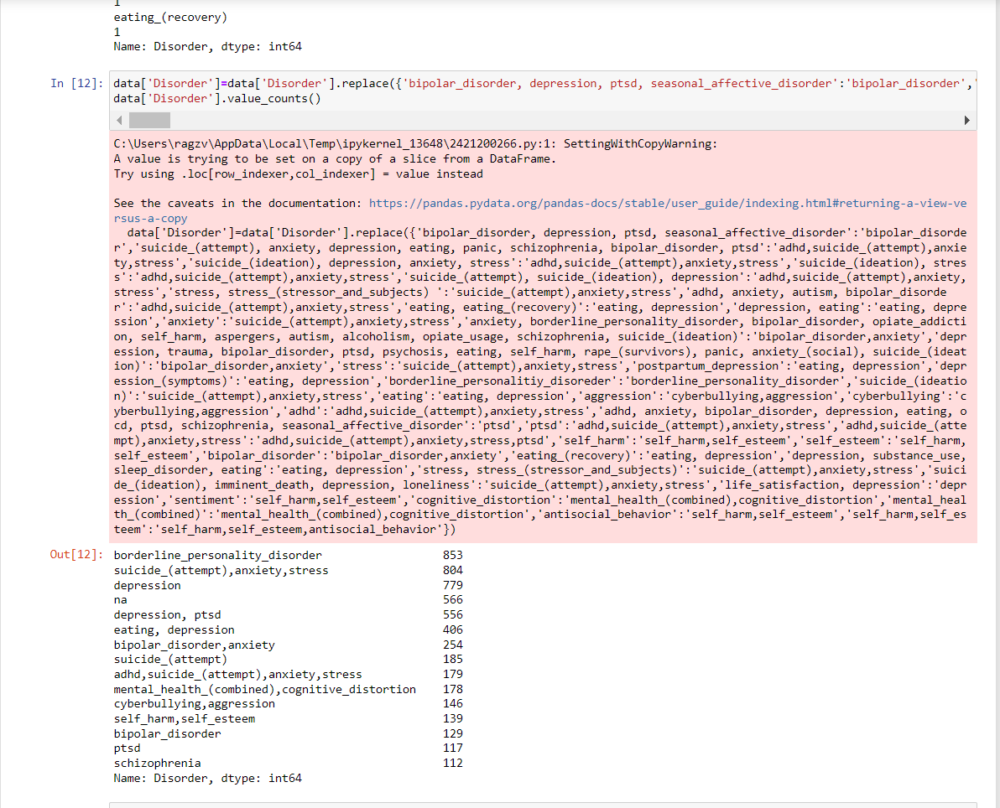 1
eating_(recovery)
1
Name: Disorder, dtype: int64
In [12]: data['Disorder']=data['Disorder'].replace({'bipolar_disorder, depression, ptsd, seasonal_affective_disorder':'bipolar_disorder','
data['Disorder'].value_counts()
C:\Users\ragzv\AppData\Local\Temp\ipykernel_13648\2421200266.py:1: SettingWithCopyWarning:
A value is trying to be set on a copy of a slice from a DataFrame.
Try using .loc[row_indexer,col_indexer] = value instead
See the caveats in the documentation: https://pandas.pydata.org/pandas-docs/stable/user_guide/indexing.html#returning-a-view-ve
rsus-a-copy
data['Disorder']=data['Disorder'].replace({'bipolar_disorder, depression, ptsd, seasonal_affective_disorder':'bipolar_disorde
r','suicide_(attempt), anxiety, depression, eating, panic, schizophrenia, bipolar_disorder, ptsd':'adhd,suicide_(attempt),anxie
ty,stress','suicide_(ideation), depression, anxiety, stress':'adhd,suicide_(attempt),anxiety,stress','suicide_(ideation), stres
s':'adhd,suicide_(attempt),anxiety,stress','suicide_(attempt), suicide_(ideation), depression':'adhd,suicide_(attempt),anxiety,
stress','stress, stress_(stressor_and_subjects) ':'suicide_(attempt),anxiety,stress','adhd, anxiety, autism, bipolar_disorde
r':'adhd,suicide_(attempt),anxiety,stress','eating, eating_(recovery)':'eating, depression','depression, eating':'eating, depre
ssion','anxiety':'suicide_(attempt),anxiety,stress','anxiety, borderline_personality_disorder, bipolar_disorder, opiate_addicti
on, self_harm, aspergers, autism, alcoholism, opiate_usage, schizophrenia, suicide_(ideation)':'bipolar_disorder,anxiety','depr
ession, trauma, bipolar_disorder, ptsd, psychosis, eating, self_harm, rape_(survivors), panic, anxiety_(social), suicide_(ideat
ion)':'bipolar_disorder,anxiety','stress':'suicide_(attempt),anxiety,stress','postpartum_depression':'eating, depression','depr
ession_(symptoms)':'eating, depression','borderline_personalitiy_disoreder':'borderline_personality_disorder','suicide_(ideatio
n)':'suicide_(attempt),anxiety,stress','eating':'eating, depression','aggression':'cyberbullying,aggression','cyberbullying':'c
yberbullying,aggression','adhd':'adhd,suicide_(attempt),anxiety,stress','adhd, anxiety, bipolar_disorder, depression, eating, o
cd, ptsd, schizophrenia, seasonal_affective_disorder':'ptsd','ptsd':'adhd,suicide_(attempt),anxiety,stress','adhd,suicide_(atte
mpt),anxiety,stress':'adhd,suicide_(attempt),anxiety,stress,ptsd','self_harm':'self_harm,self_esteem','self_esteem':'self_harm,
self_esteem','bipolar_disorder':'bipolar_disorder,anxiety','eating_(recovery)':'eating, depression','depression, substance_use,
sleep_disorder, eating':'eating, depression','stress, stress_(stressor_and_subjects)':'suicide_(attempt),anxiety,stress','suici
de_(ideation), imminent_death, depression, loneliness':'suicide_(attempt),anxiety,stress','life_satisfaction, depression':'depr
ession','sentiment':'self_harm,self_esteem','cognitive_distortion':'mental_health_(combined),cognitive_distortion','mental_heal
th_(combined)':'mental_health_(combined),cognitive_distortion','antisocial_behavior':'self_harm,self_esteem','self_harm,self_es
teem':'self_harm,self_esteem,antisocial_behavior'})
Out[12]: borderline_personality_disorder 853
suicide_(attempt),anxiety,stress 804
depression 779
na 566
depression, ptsd 556
eating, depression 406
bipolar_disorder,anxiety 254
suicide_(attempt) 185
adhd,suicide_(attempt),anxiety,stress 179
mental_health_(combined),cognitive_distortion 178
cyberbullying,aggression 146
self_harm,self_esteem 139
bipolar_disorder 129
ptsd 117
schizophrenia 112
Name: Disorder, dtype: int64